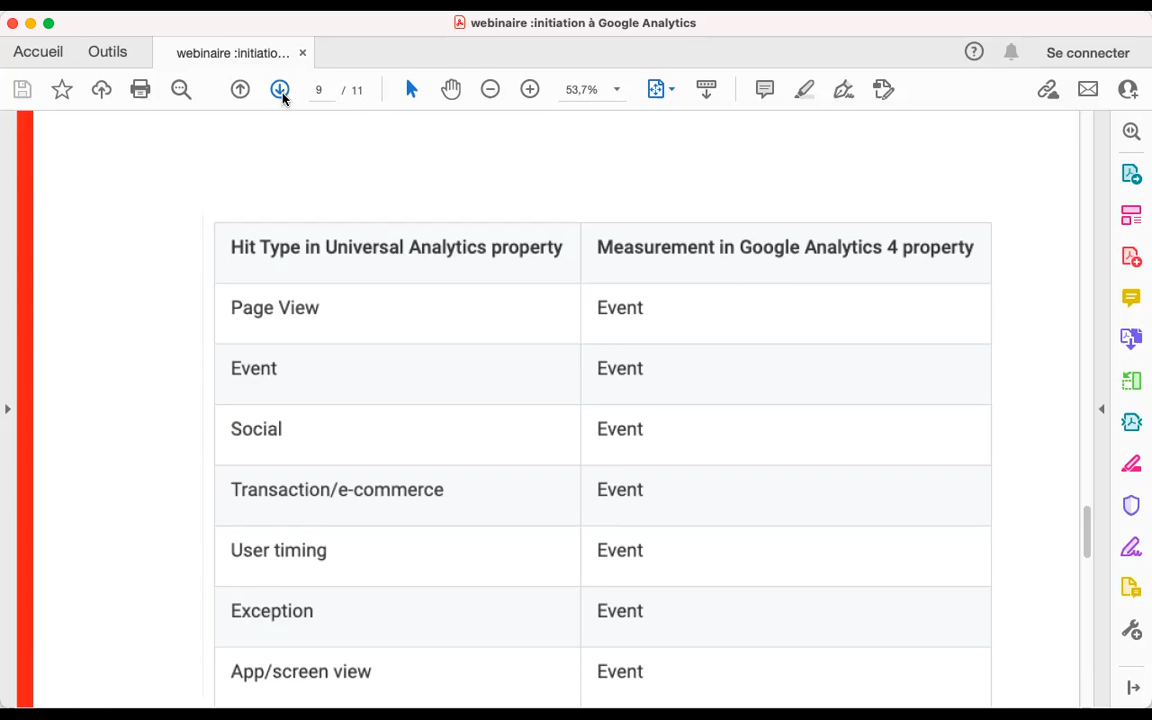 webinaire :initiation à Google Analytics
Accueil Outils webinaire :initiatio... × Se connecter
9 / 11 53,7%
Hit Type in Universal Analytics property Measurement in Google Analytics 4 property
Page View Event
Event Event
Social Event
Transaction/e-commerce Event
User timing Event
Exception Event
App/screen view Event